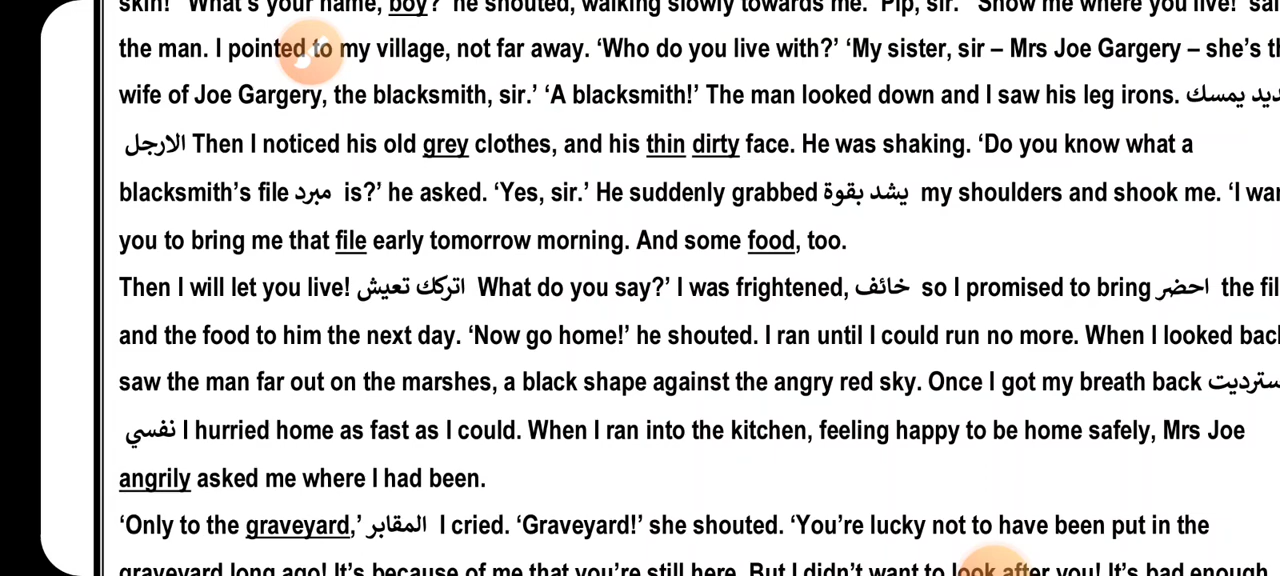 skin!' 'What's your name, boy?' he shouted, walking slowly towards me. 'Pip, sir.' 'Show me where you live!'
the man. I pointed to my village, not far away. ‘Who do you live with?’ ‘My sister, sir – Mrs Joe Gargery – she’s
wife of Joe Gargery, the blacksmith, sir.’ ‘A blacksmith!’ The man looked down and I saw his leg irons. يمسك
الارجل Then I noticed his old grey clothes, and his thin dirty face. He was shaking. ‘Do you know what a
blacksmith’s file مبرد is?’ he asked. ‘Yes, sir.’ He suddenly grabbed يشد بقوة my shoulders and shook me. ‘I
you to bring me that file early tomorrow morning. And some food, too.
Then I will let you live! اتركك تعيش What do you say?’ I was frightened, خائف so I promised to bring احضر the
and the food to him the next day. ‘Now go home!’ he shouted. I ran until I could run no more. When I looked
saw the man far out on the marshes, a black shape against the angry red sky. Once I got my breath back
نفسي I hurried home as fast as I could. When I ran into the kitchen, feeling happy to be home safely, Mrs Joe
angrily asked me where I had been.
‘Only to the graveyard,’ المقابر I cried. ‘Graveyard!’ she shouted. ‘You’re lucky not to have been put in the
graveyard long ago! It’s because of me that you’re still here. But I didn’t want to look after you! It’s bad enough